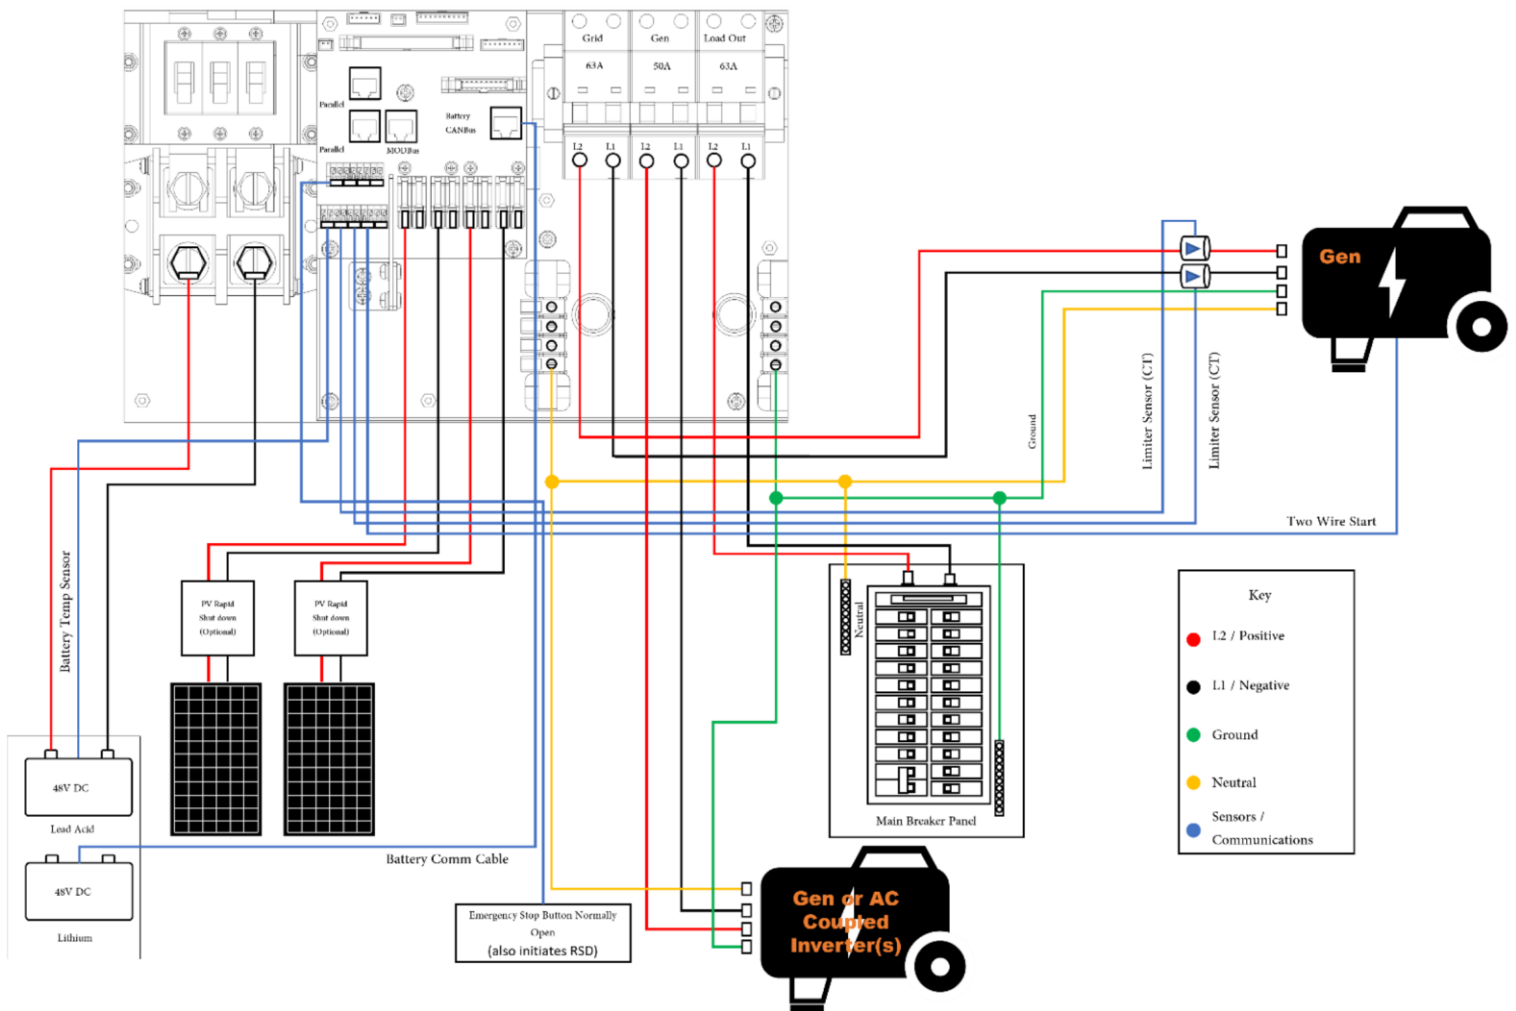 Grid
Gen
Load Out
63A
50A
63A
Parallel
Battery
CANBus
Parallel
MODBus
L2
L1
L2
L1
L2
L1
Gen
Limiter Sensor (CT)
Limiter Sensor (CT)
Ground
Two Wire Start
Battery Temp Sensor
PV Rapid
Shut down
(Optional)
PV Rapid
Shut down
(Optional)
Neutral
Main Breaker Panel
Key
L2 / Positive
L1 / Negative
Ground
Neutral
Sensors /
Communications
48V DC
Lead Acid
48V DC
Lithium
Battery Comm Cable
Emergency Stop Button Normally
Open
(also initiates RSD)
Gen or AC
Coupled
Inverter(s)